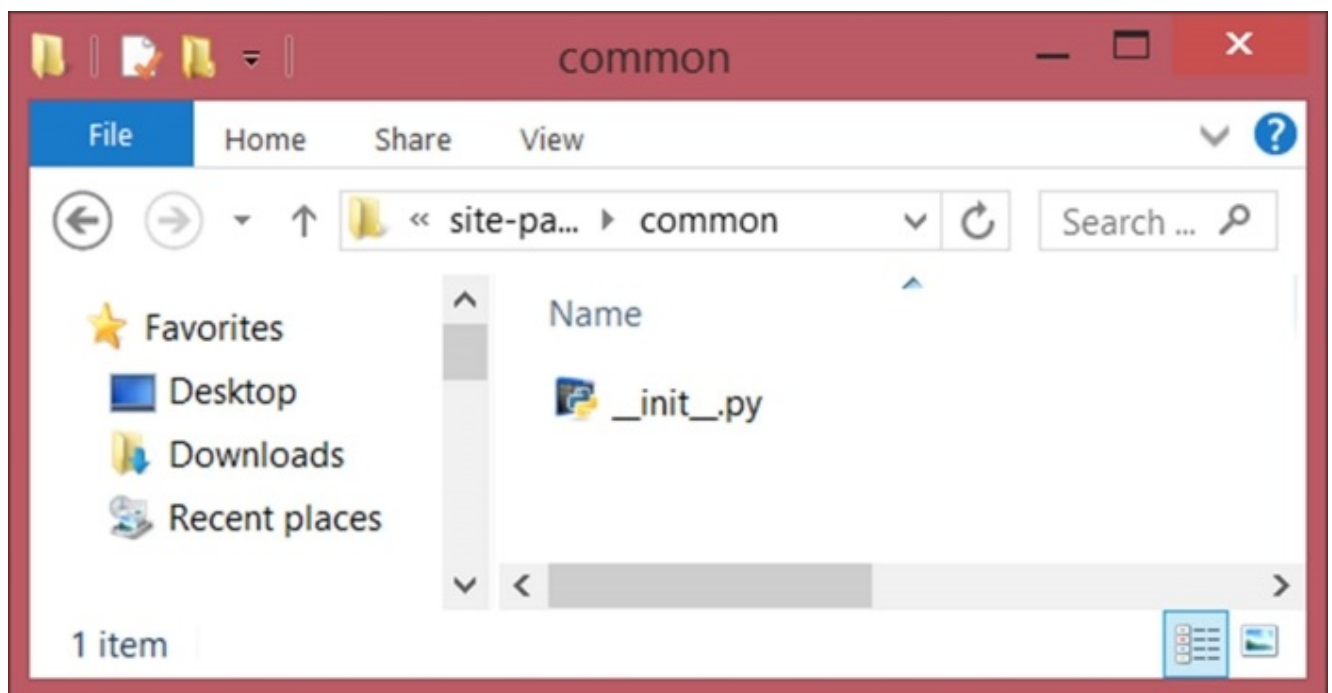 common
File Home Share View
« site-pa... common
Search ...
Favorites
Desktop
Downloads
Recent places
Name
__init__.py
1 item